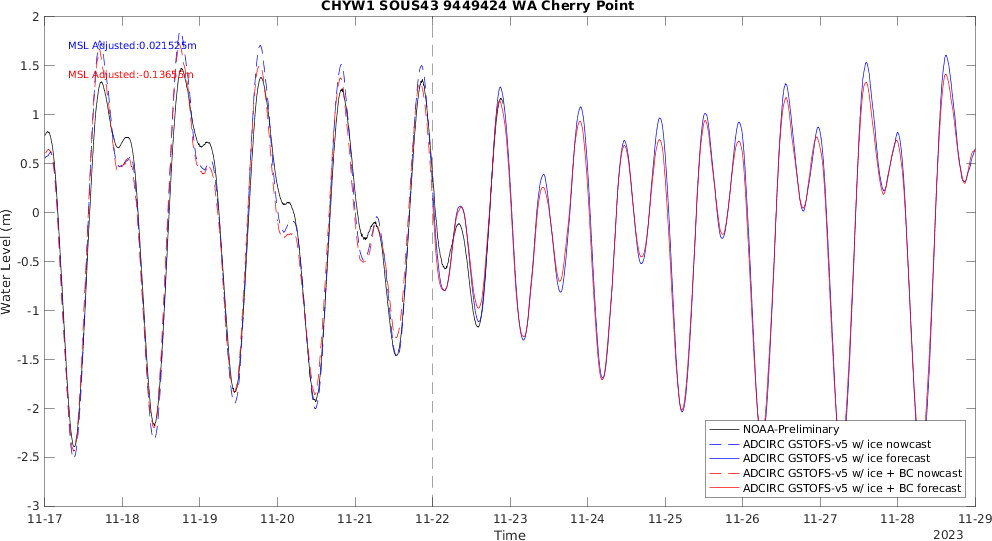 CHYW1 SOUS43 9449424 WA Cherry Point
MSL Adjusted:0.021525m
MSL Adjusted:-0.13655m
Water Level (m)
2
1.5
1
0.5
0
-0.5
-1
-1.5
-2
-2.5
-3
NOAA-Preliminary
ADCIRC GSTOFS-v5 w/ ice nowcast
ADCIRC GSTOFS-v5 w/ ice forecast
ADCIRC GSTOFS-v5 w/ ice + BC nowcast
ADCIRC GSTOFS-v5 w/ ice + BC forecast
11-17 11-18 11-19 11-20 11-21 11-22 11-23 11-24 11-25 11-26 11-27 11-28 11-29
Time
2023